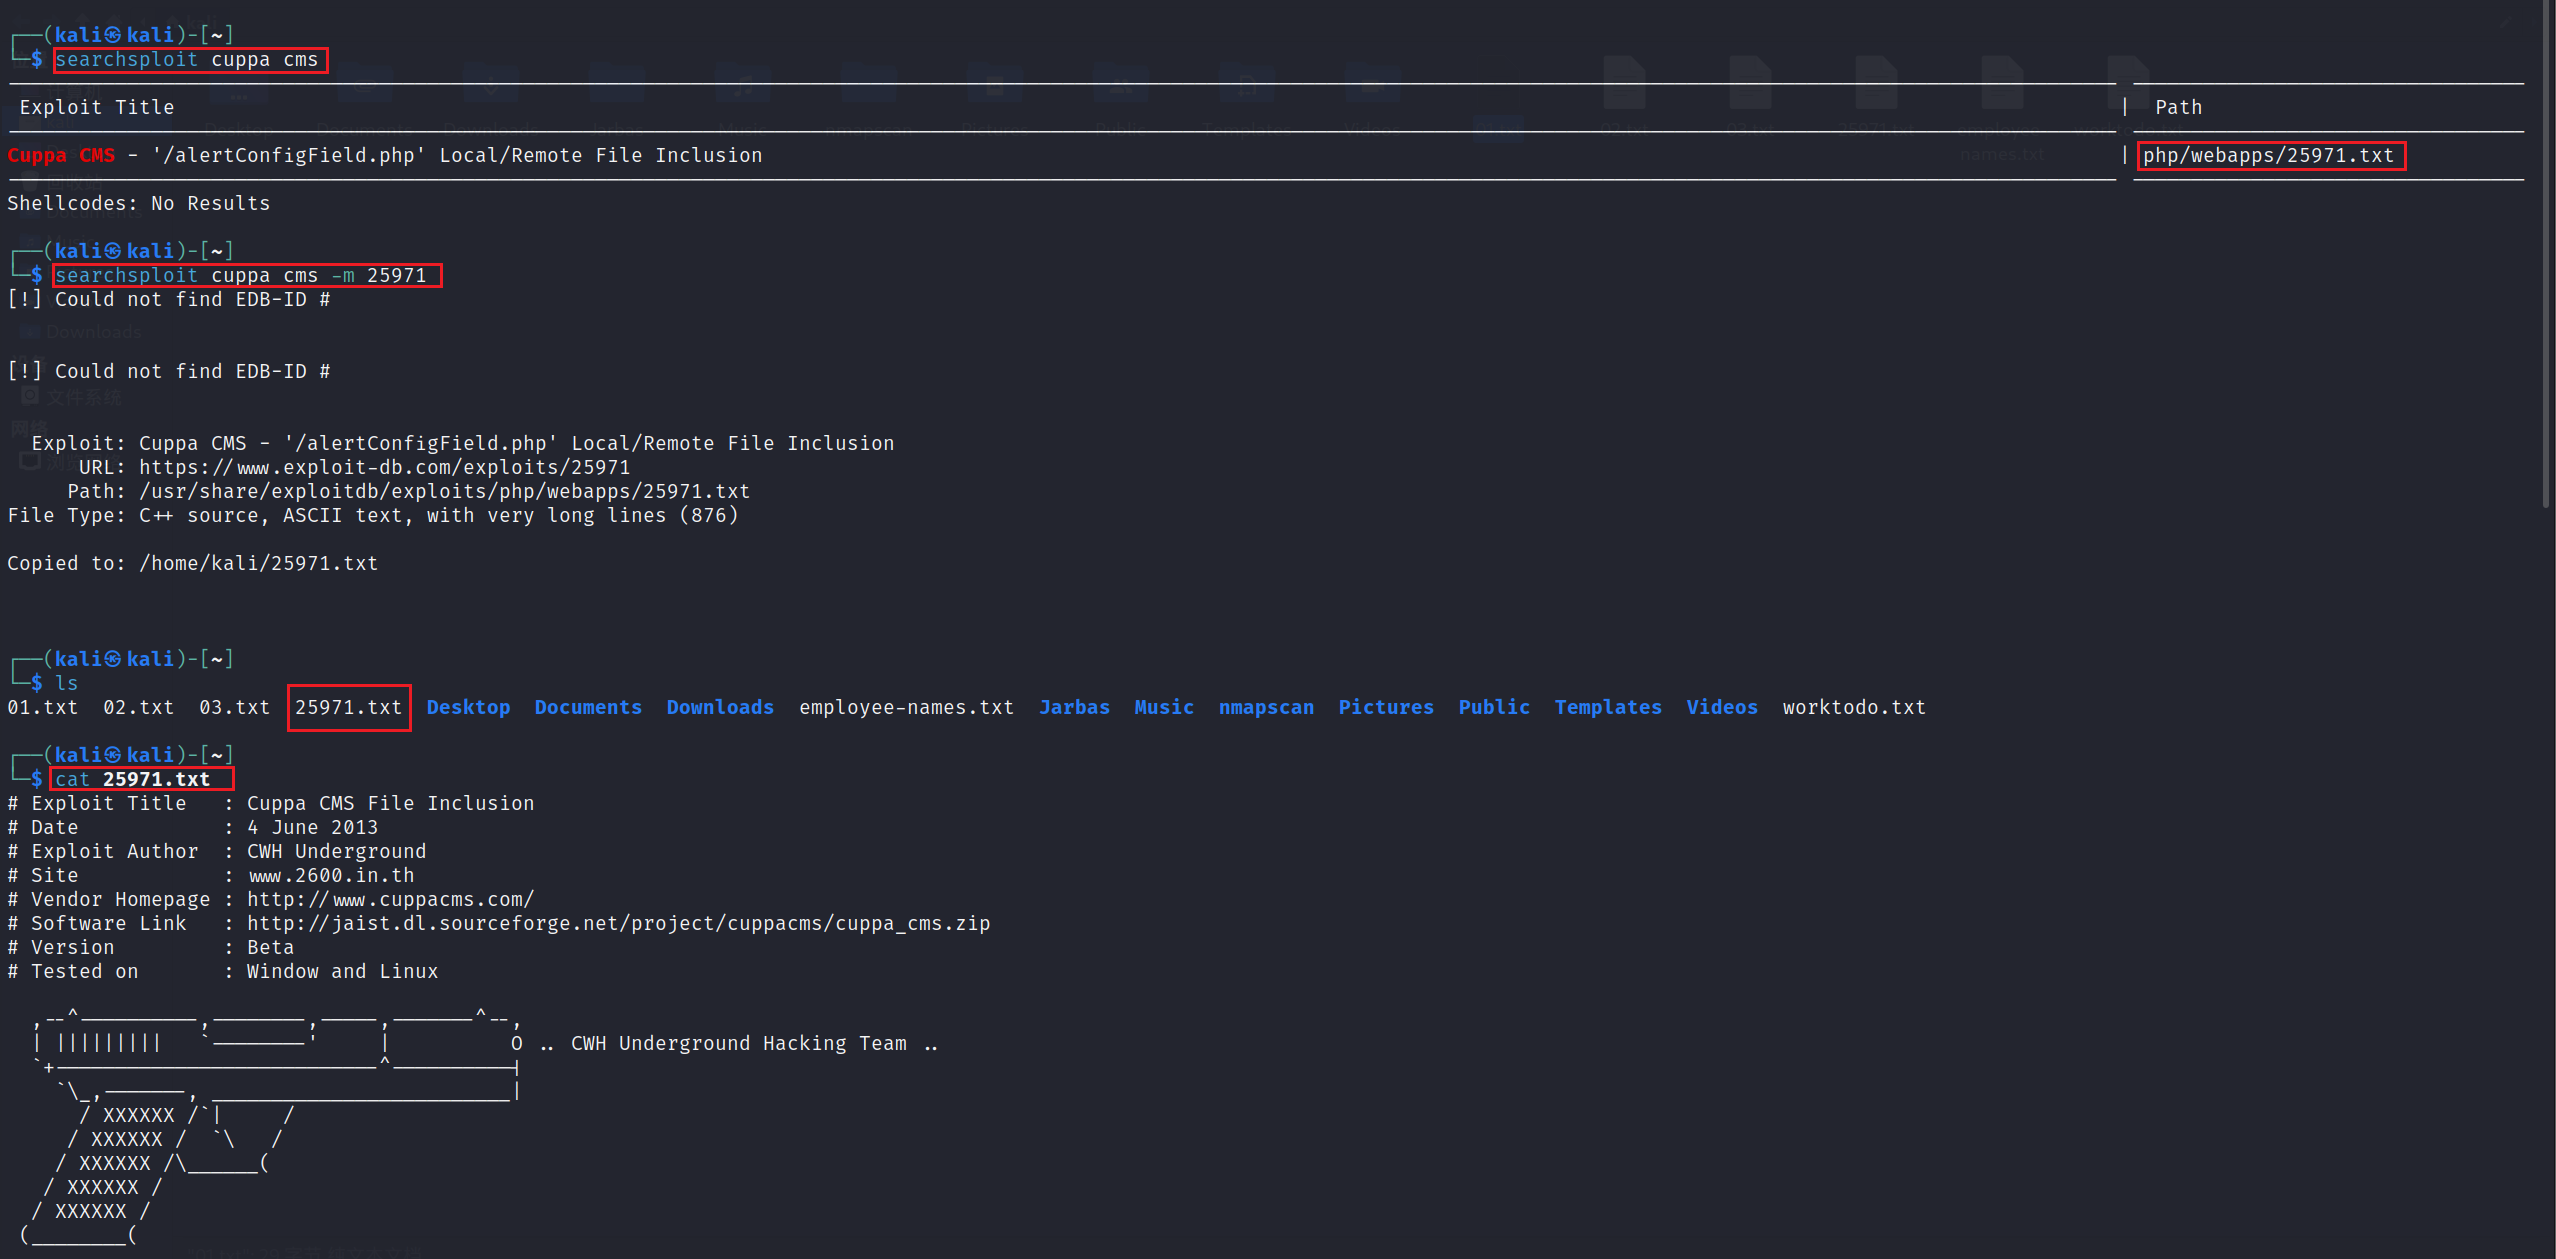 ┌──(kali㉿kali)-[~]
└─$ searchsploit cuppa cms
Exploit Title | Path
Cuppa CMS - '/alertConfigField.php' Local/Remote File Inclusion | php/webapps/25971.txt
Shellcodes: No Results
┌──(kali㉿kali)-[~]
└─$ searchsploit cuppa cms -m 25971
[!] Could not find EDB-ID #
[!] Could not find EDB-ID #
Exploit: Cuppa CMS - '/alertConfigField.php' Local/Remote File Inclusion
URL: https://www.exploit-db.com/exploits/25971
Path: /usr/share/exploitdb/exploits/php/webapps/25971.txt
File Type: C++ source, ASCII text, with very long lines (876)
Copied to: /home/kali/25971.txt
┌──(kali㉿kali)-[~]
└─$ ls
01.txt 02.txt 03.txt 25971.txt Desktop Documents Downloads employee-names.txt Jarbas Music nmapscan Pictures Public Templates Videos worktodo.txt
┌──(kali㉿kali)-[~]
└─$ cat 25971.txt
# Exploit Title : Cuppa CMS File Inclusion
# Date : 4 June 2013
# Exploit Author : CWH Underground
# Site : www.2600.in.th
# Vendor Homepage : http://www.cuppacms.com/
# Software Link : http://jaist.dl.sourceforge.net/project/cuppacms/cuppa_cms.zip
# Version : Beta
# Tested on : Window and Linux
  ,--^----------,--------,-----,-------^--,
  | |||||||||   `--------'     |          O .. CWH Underground Hacking Team ..
  `+---------------------------^----------|
    `\_,-------, _________________________|
      / XXXXXX /`|     /
     / XXXXXX /  `\   /
    / XXXXXX /\______(
   / XXXXXX /
  / XXXXXX /
 (________(